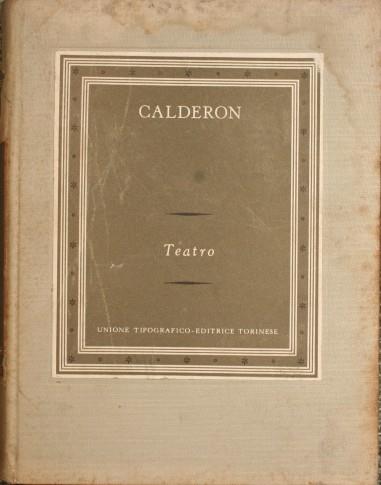 CALDERON
Teatro
UNIONE TIPOGRAFICO-EDITRICE TORINESE